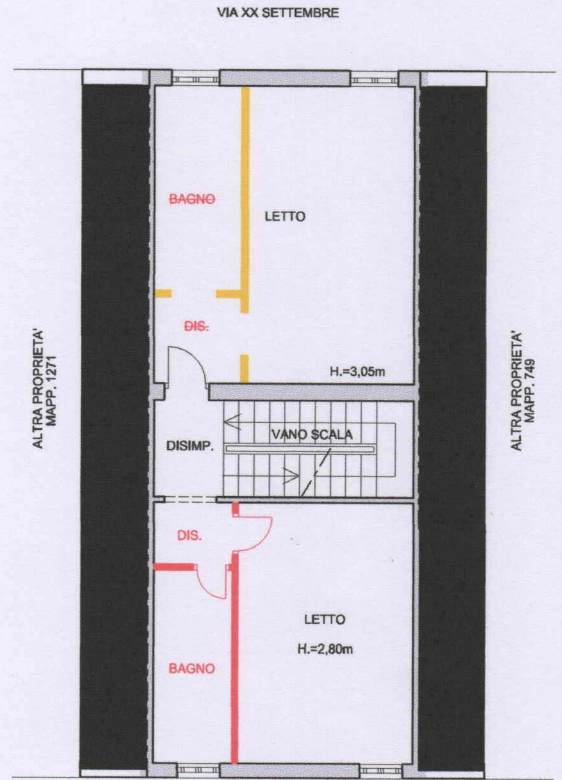 VIA XX SETTEMBRE
BAGNO
LETTO
DIS.
H.=3,05m
ALTRA PROPRIETA'
MAPP. 1271
ALTRA PROPRIETA'
MAPP. 749
DISIMP.
VANO SCALA
DIS.
LETTO
H.=2,80m
BAGNO